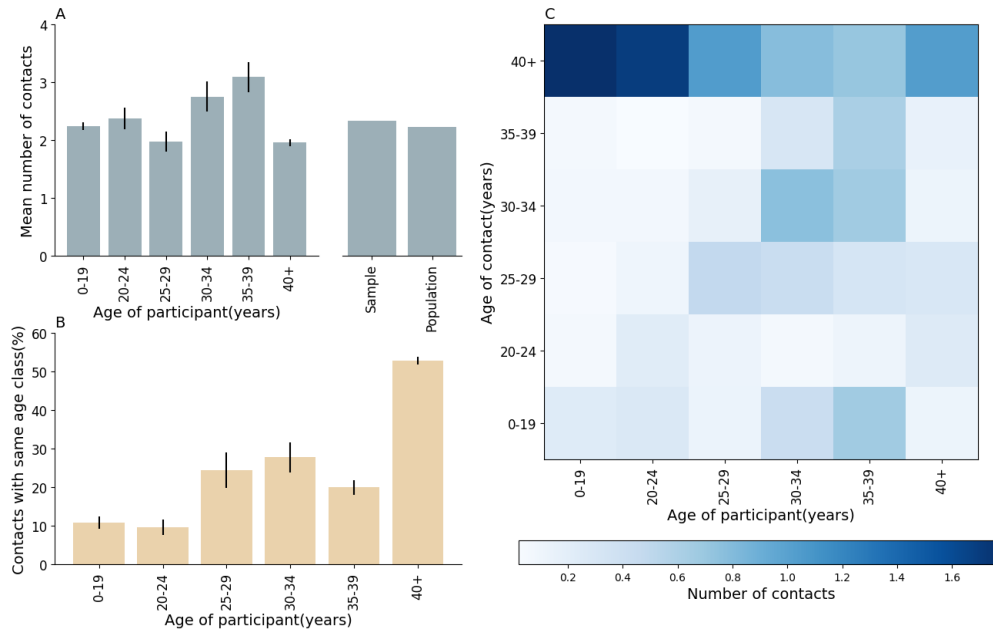 A
Mean number of contacts
4
3
2
1
0
0-19
20-24
25-29
30-34
35-39
40+
Age of participant(years)
Sample
Population
B
Contacts with same age class(%)
60
50
40
30
20
10
0
0-19
20-24
25-29
30-34
35-39
40+
Age of participant(years)
C
Age of contact(years)
40+
35-39
30-34
25-29
20-24
0-19
0-19
20-24
25-29
30-34
35-39
40+
Age of participant(years)
0.2 0.4 0.6 0.8 1.0 1.2 1.4 1.6
Number of contacts